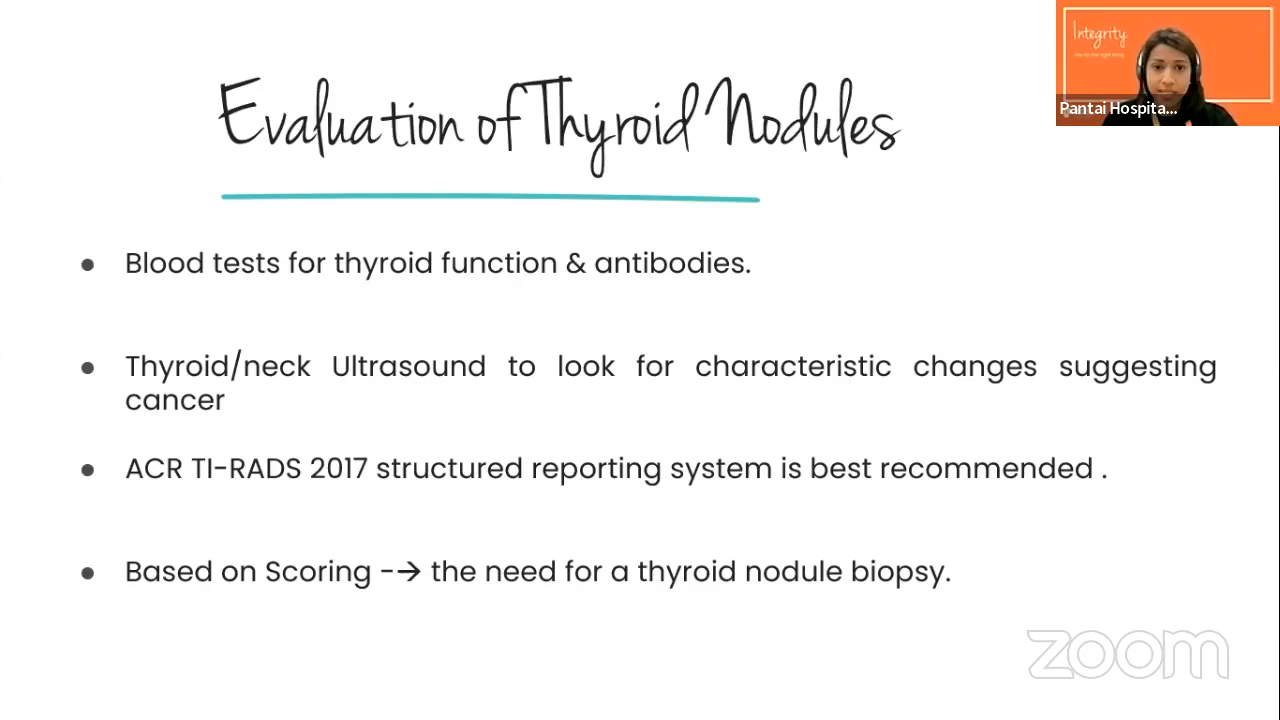 Integrity
Pantai Hospita...
Evaluation of Thyroid Nodules
● Blood tests for thyroid function & antibodies.
● Thyroid/neck Ultrasound to look for characteristic changes suggesting
cancer
● ACR TI-RADS 2017 structured reporting system is best recommended .
● Based on Scoring -→ the need for a thyroid nodule biopsy.
zoom